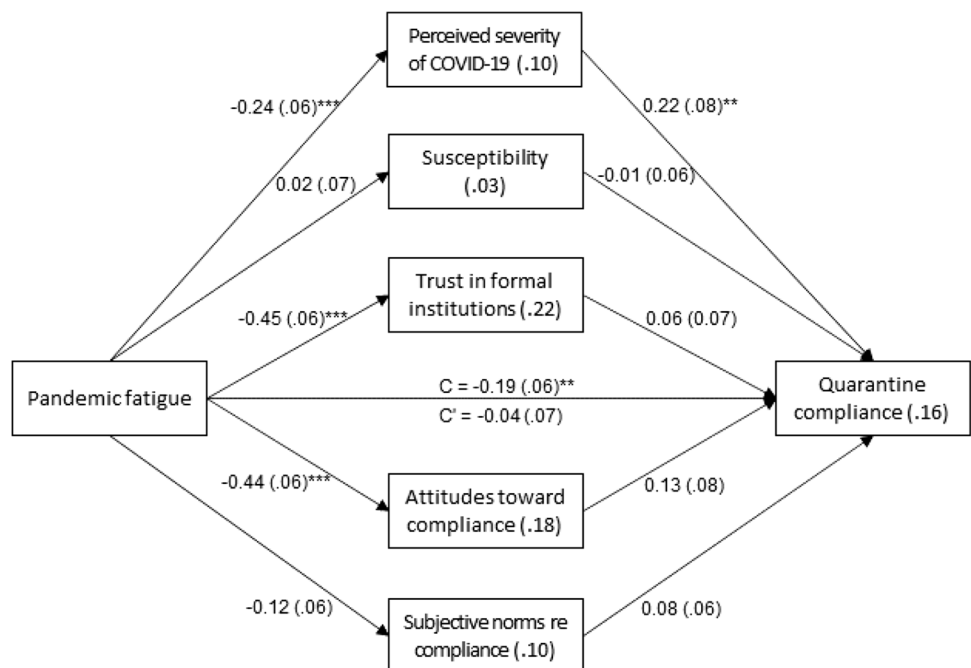 Perceived severity
of COVID-19 (.10)
-0.24 (.06)***
0.22 (.08)**
Susceptibility
(.03)
0.02 (.07)
-0.01 (0.06)
Trust in formal
institutions (.22)
-0.45 (.06)***
0.06 (0.07)
Pandemic fatigue
C = -0.19 (.06)**
C' = -0.04 (.07)
Quarantine
compliance (.16)
-0.44 (.06)***
Attitudes toward
compliance (.18)
0.13 (.08)
-0.12 (.06)
Subjective norms re
compliance (.10)
0.08 (.06)